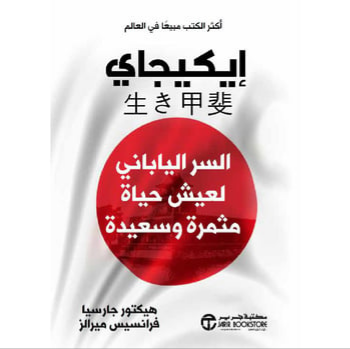 أكثر الكتب مبيعًا في العالم
إيكيجاي
生き甲斐
السر الياباني
لعيش حياة
مثمرة وسعيدة
هيكتور جارسيا
فرانسيس ميرالز
مكتبة جرير
JARIR BOOKSTORE